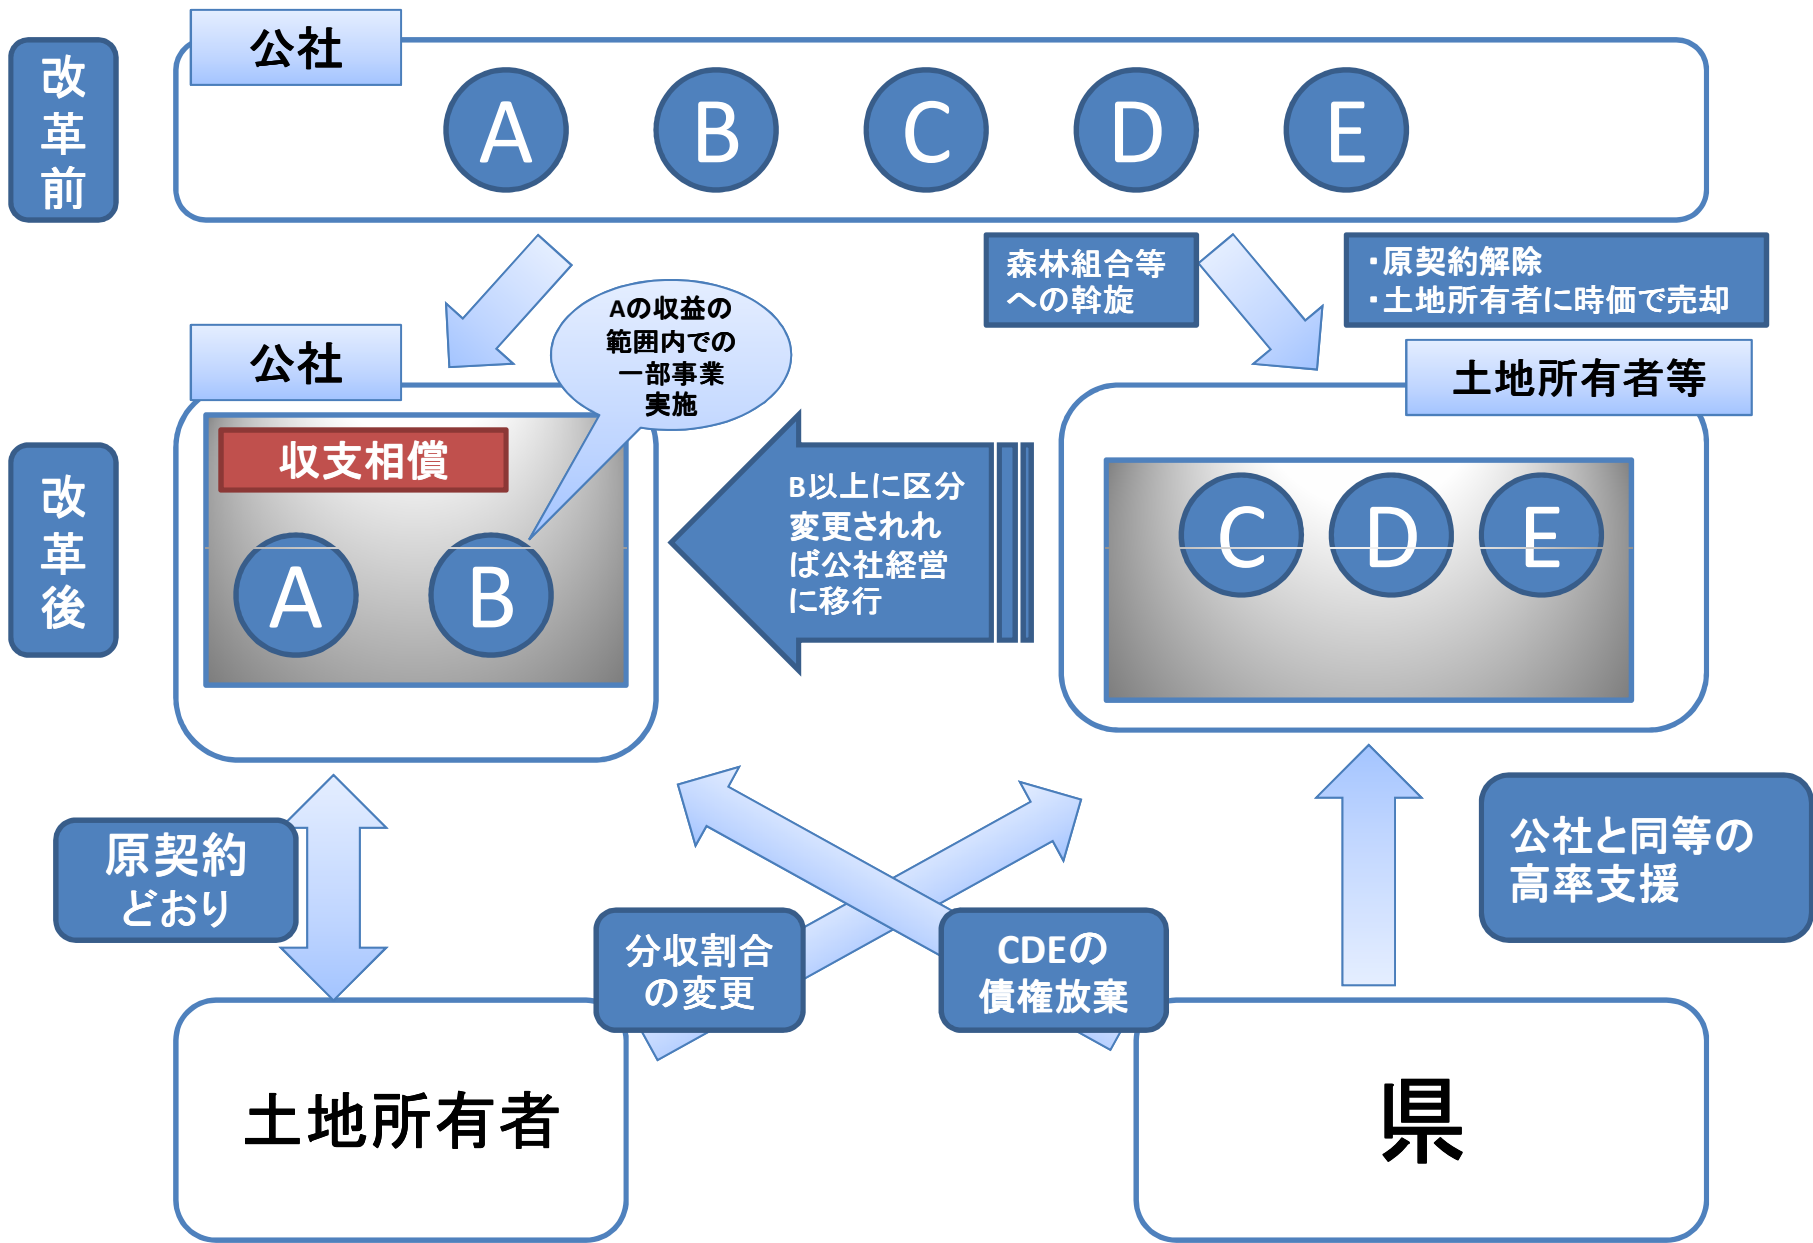 改
革
前
公社
A
B
C
D
E
森林組合等
への斡旋
・原契約解除
・土地所有者に時価で売却
Aの収益の
範囲内での
一部事業
実施
公社
土地所有者等
改
革
後
収支相償
A
B
B以上に区分
変更されれ
ば公社経営
に移行
C
D
E
原契約
どおり
分収割合
の変更
CDEの
債権放棄
公社と同等の
高率支援
土地所有者
県